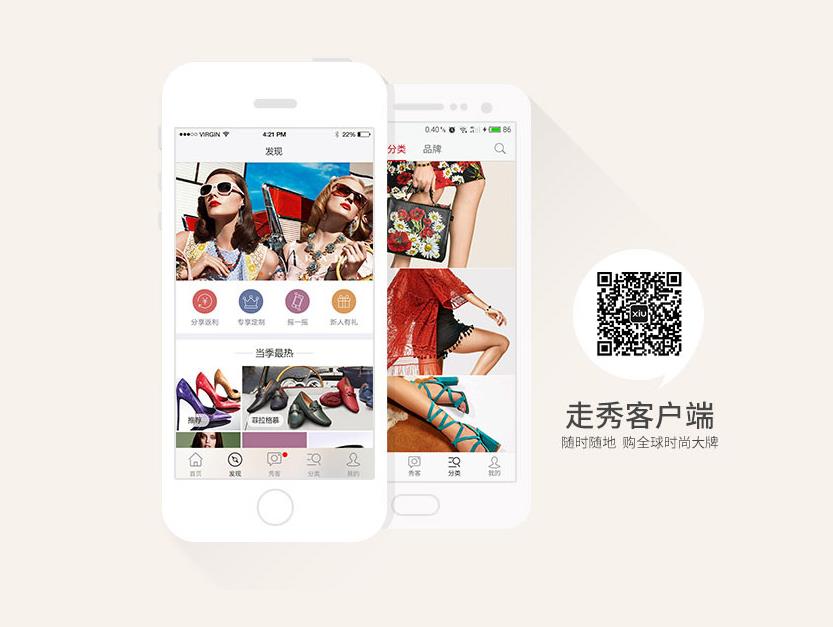 VIRGIN
4:21 PM
22%
发现
分享返利
专享定制
摇一摇
新人有礼
当季最热
推荐
菲拉格慕
首页
发现
秀客
分类
我的
0.40%
86
分类
品牌
秀客
分类
我的
xiu
走秀客户端
随时随地 购全球时尚大牌